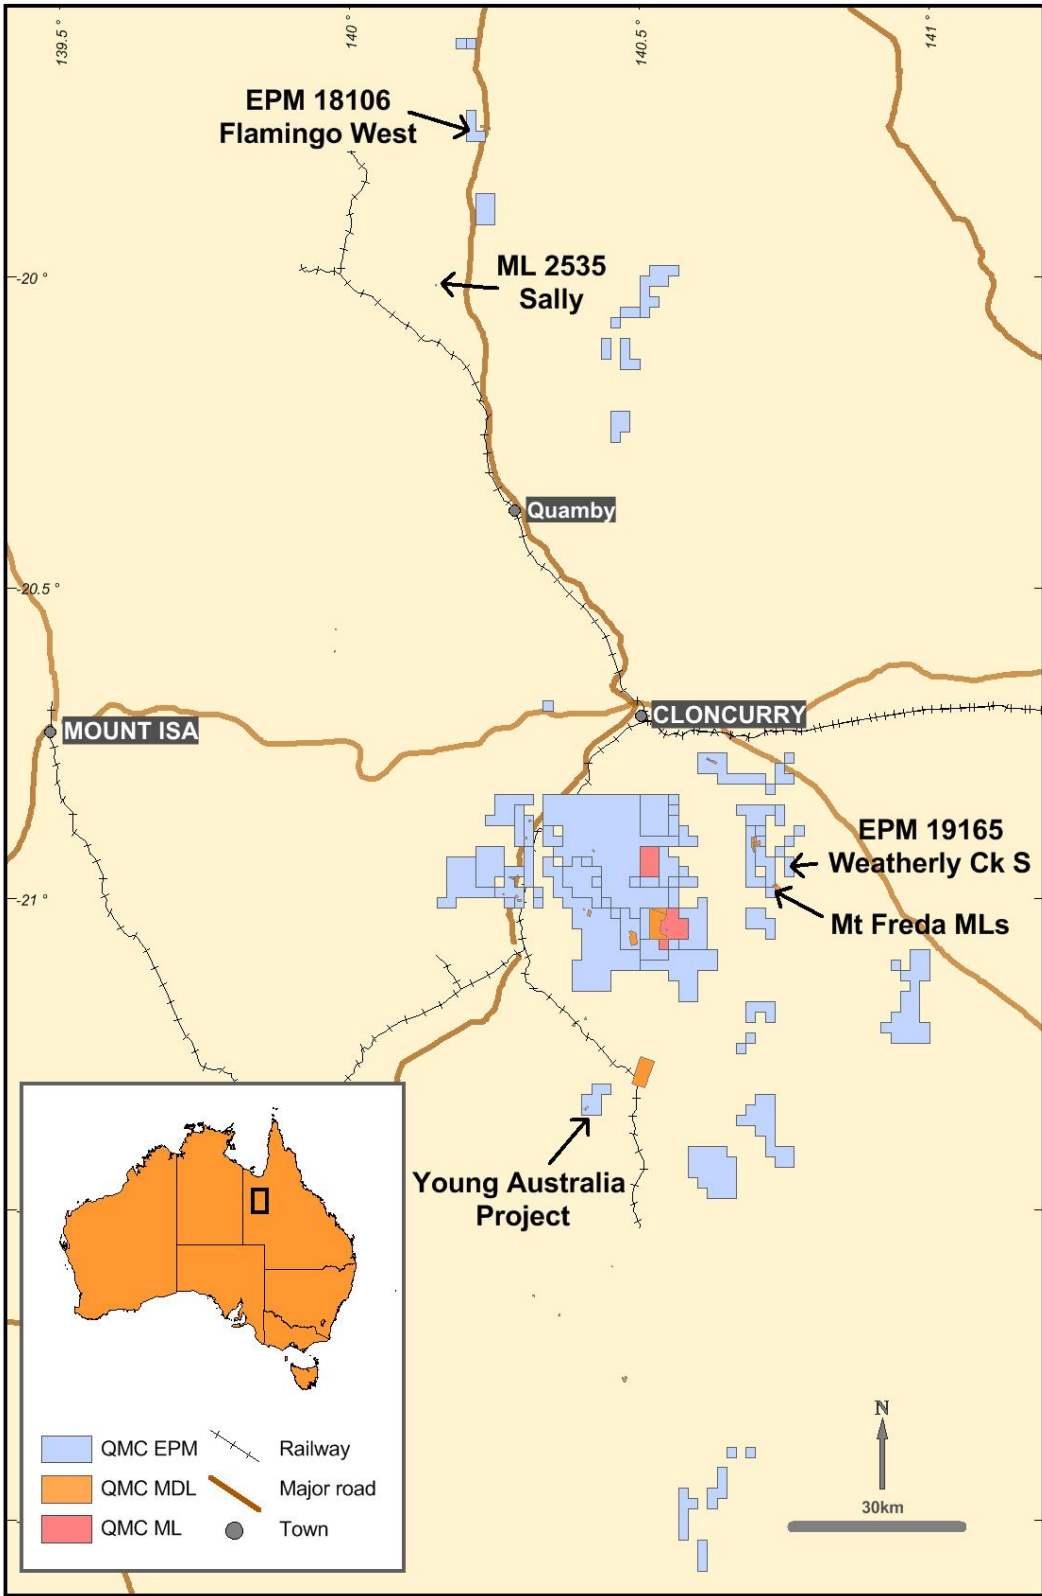 139.5 °
140 °
140.5 °
141 °
EPM 18106
Flamingo West
-20 °
ML 2535
Sally
Quamby
-20.5 °
MOUNT ISA
CLONCURRY
EPM 19165
Weatherly Ck S
-21 °
Mt Freda MLs
Young Australia
Project
QMC EPM
Railway
QMC MDL
Major road
QMC ML
Town
N
30km